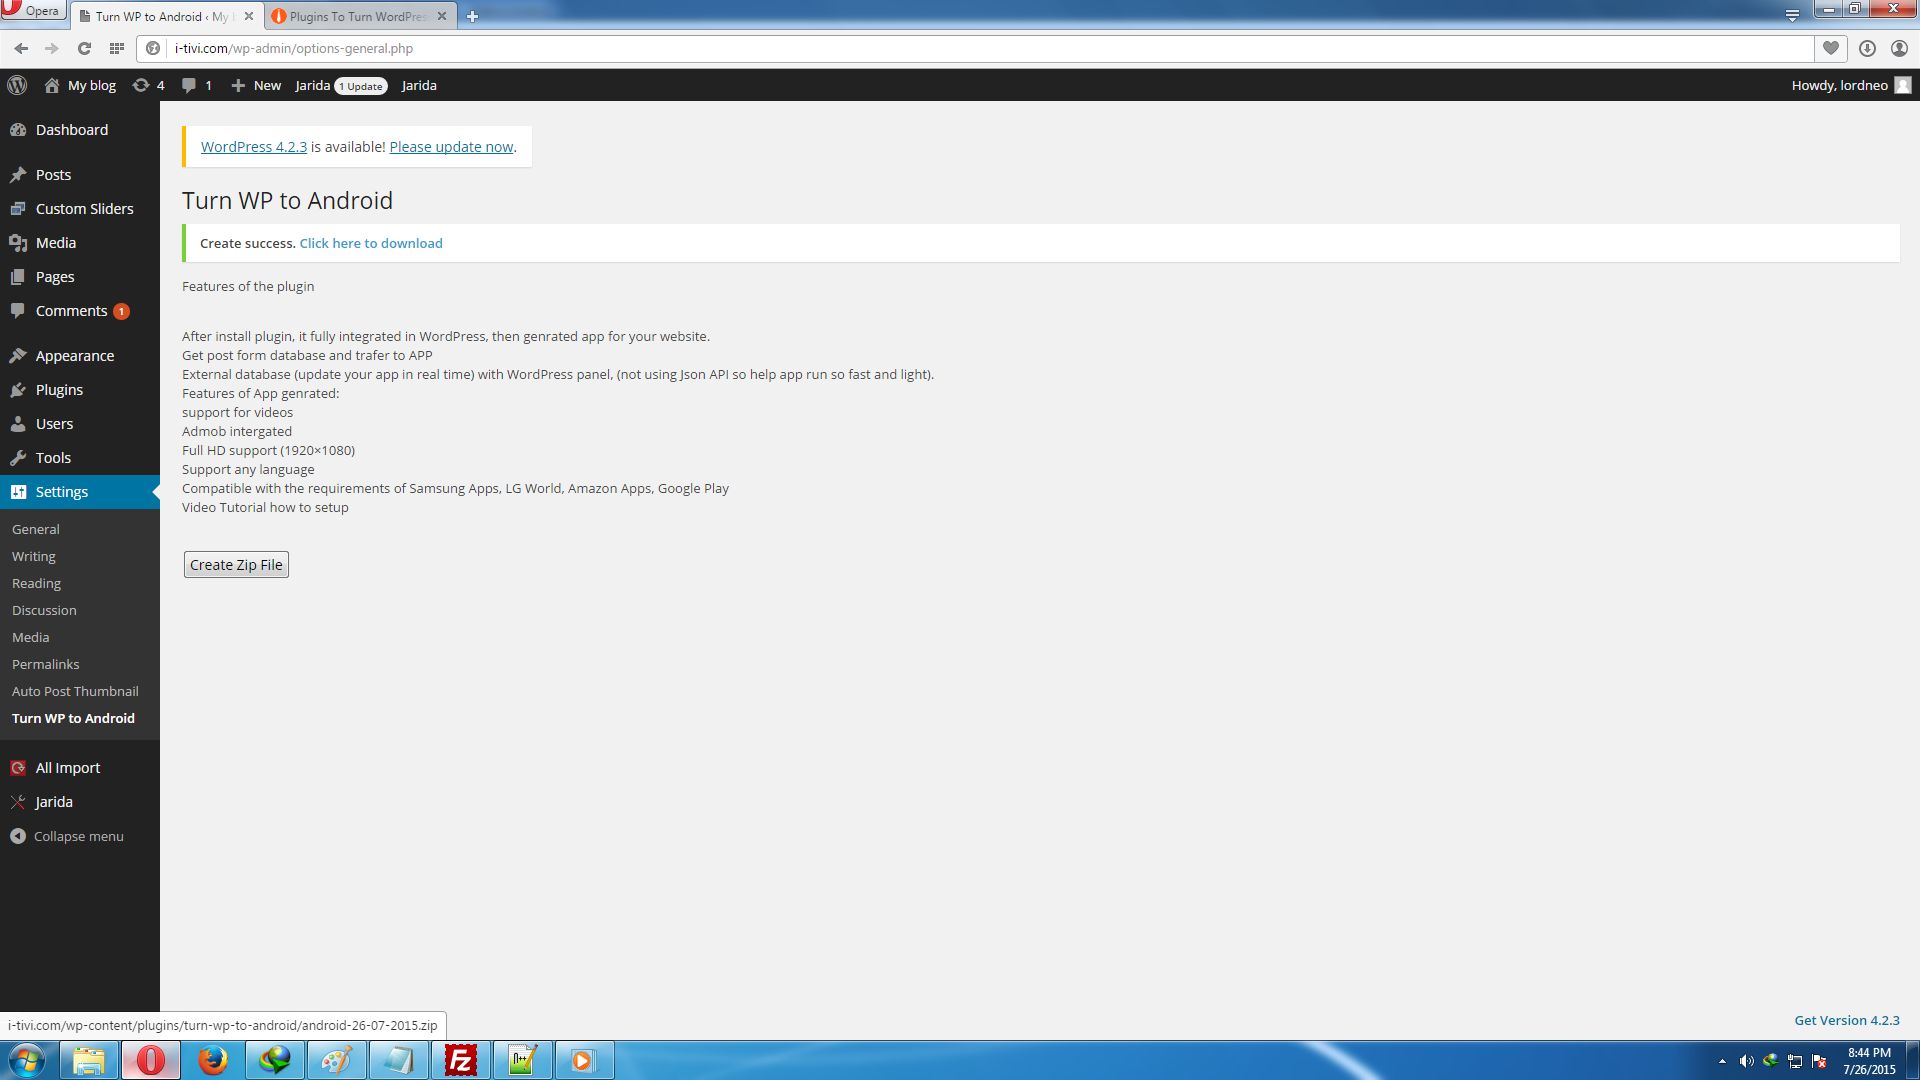 Opera
Turn WP to Android ‹ My b
Plugins To Turn WordPres
i-tivi.com/wp-admin/options-general.php
My blog
4
1
New
Jarida
1 Update
Jarida
Howdy, lordneo
Dashboard
Posts
Custom Sliders
Media
Pages
Comments 1
Appearance
Plugins
Users
Tools
Settings
General
Writing
Reading
Discussion
Media
Permalinks
Auto Post Thumbnail
Turn WP to Android
All Import
Jarida
Collapse menu
WordPress 4.2.3 is available! Please update now.
Turn WP to Android
Create success. Click here to download
Features of the plugin
After install plugin, it fully integrated in WordPress, then genrated app for your website.
Get post form database and trafer to APP
External database (update your app in real time) with WordPress panel, (not using Json API so help app run so fast and light).
Features of App genrated:
support for videos
Admob intergated
Full HD support (1920×1080)
Support any language
Compatible with the requirements of Samsung Apps, LG World, Amazon Apps, Google Play
Video Tutorial how to setup
Create Zip File
Get Version 4.2.3
i-tivi.com/wp-content/plugins/turn-wp-to-android/android-26-07-2015.zip
Fz
n++
8:44 PM
7/26/2015